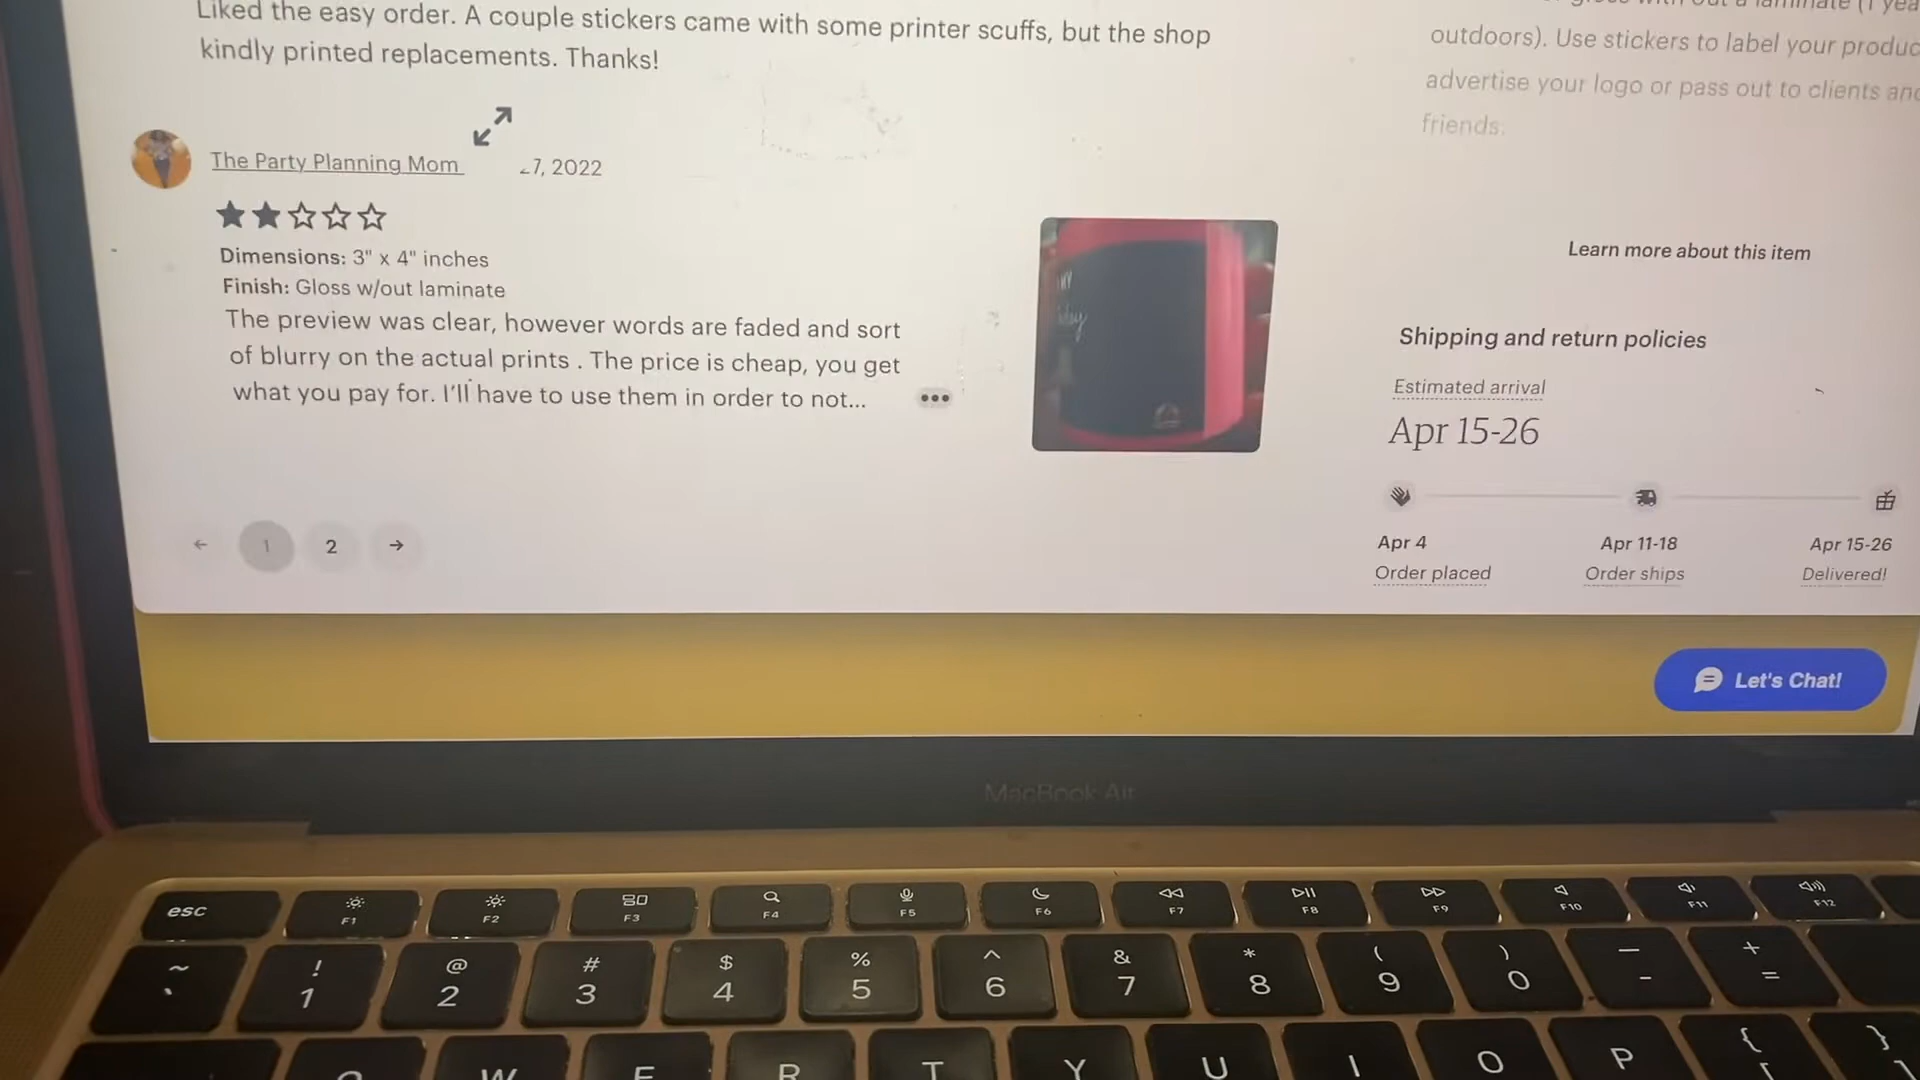 Liked the easy order. A couple stickers came with some printer scuffs, but the shop
kindly printed replacements. Thanks!
The Party Planning Mom
7, 2022
Dimensions: 3" x 4" inches
Finish: Gloss w/out laminate
The preview was clear, however words are faded and sort
of blurry on the actual prints . The price is cheap, you get
what you pay for. I'll have to use them in order to not...
1
2
laminate (1
outdoors). Use stickers to label your
advertise your logo or pass out to clients
friends.
Learn more about this item
Shipping and return policies
Estimated arrival
Apr 15-26
Apr 4
Order placed
Apr 11-18
Order ships
Apr 15-26
Delivered!
Let's Chat!
MacBook Air
esc F1 F2 F3 F4 F5 F6 F7 F8 F9 F10 F11 F12
~ ! @ # $ % ^ & * ( ) — +
` 1 2 3 4 5 6 7 8 9 0 - =
W E R T Y U I O P { }